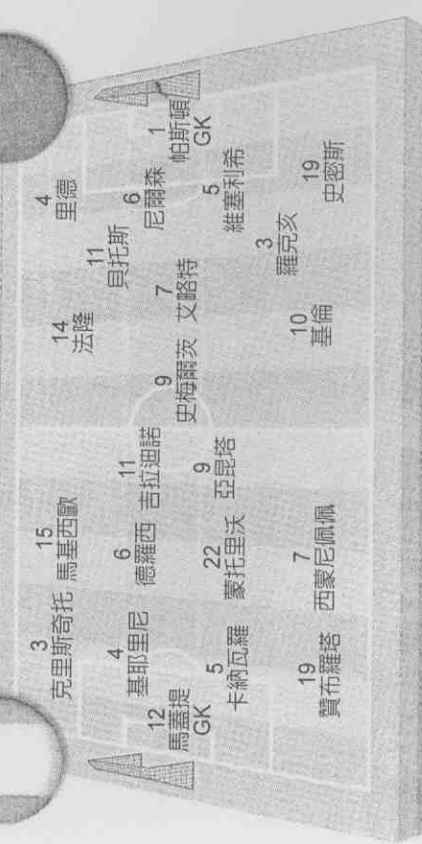 3
克里斯奇托
15
馬基西歐
14
法隆
4
里德
4
基耶里尼
6
德羅西
11
吉拉迪諾
11
貝托斯
6
尼爾森
12
馬蓋提
GK
9
史梅爾茨
7
艾略特
1
帕斯頓
GK
5
卡納瓦羅
22
蒙托里沃
9
亞昆塔
5
維塞利希
3
羅克亥
19
贊布羅塔
7
西蒙尼佩佩
10
基倫
19
史密斯